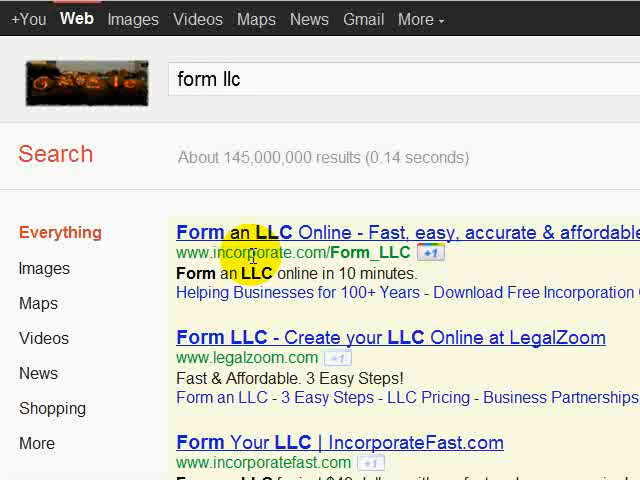 +You Web Images Videos Maps News Gmail More
form llc
Search About 145,000,000 results (0.14 seconds)
Everything
Images
Maps
Videos
News
Shopping
More
Form an LLC Online - Fast, easy, accurate & affordable
www.incorporate.com/Form_LLC +1
Form an LLC online in 10 minutes.
Helping Businesses for 100+ Years - Download Free Incorporation
Form LLC - Create your LLC Online at LegalZoom
www.legalzoom.com +1
Fast & Affordable. 3 Easy Steps!
Form an LLC - 3 Easy Steps - LLC Pricing - Business Partnerships
Form Your LLC | IncorporateFast.com
www.incorporatefast.com +1